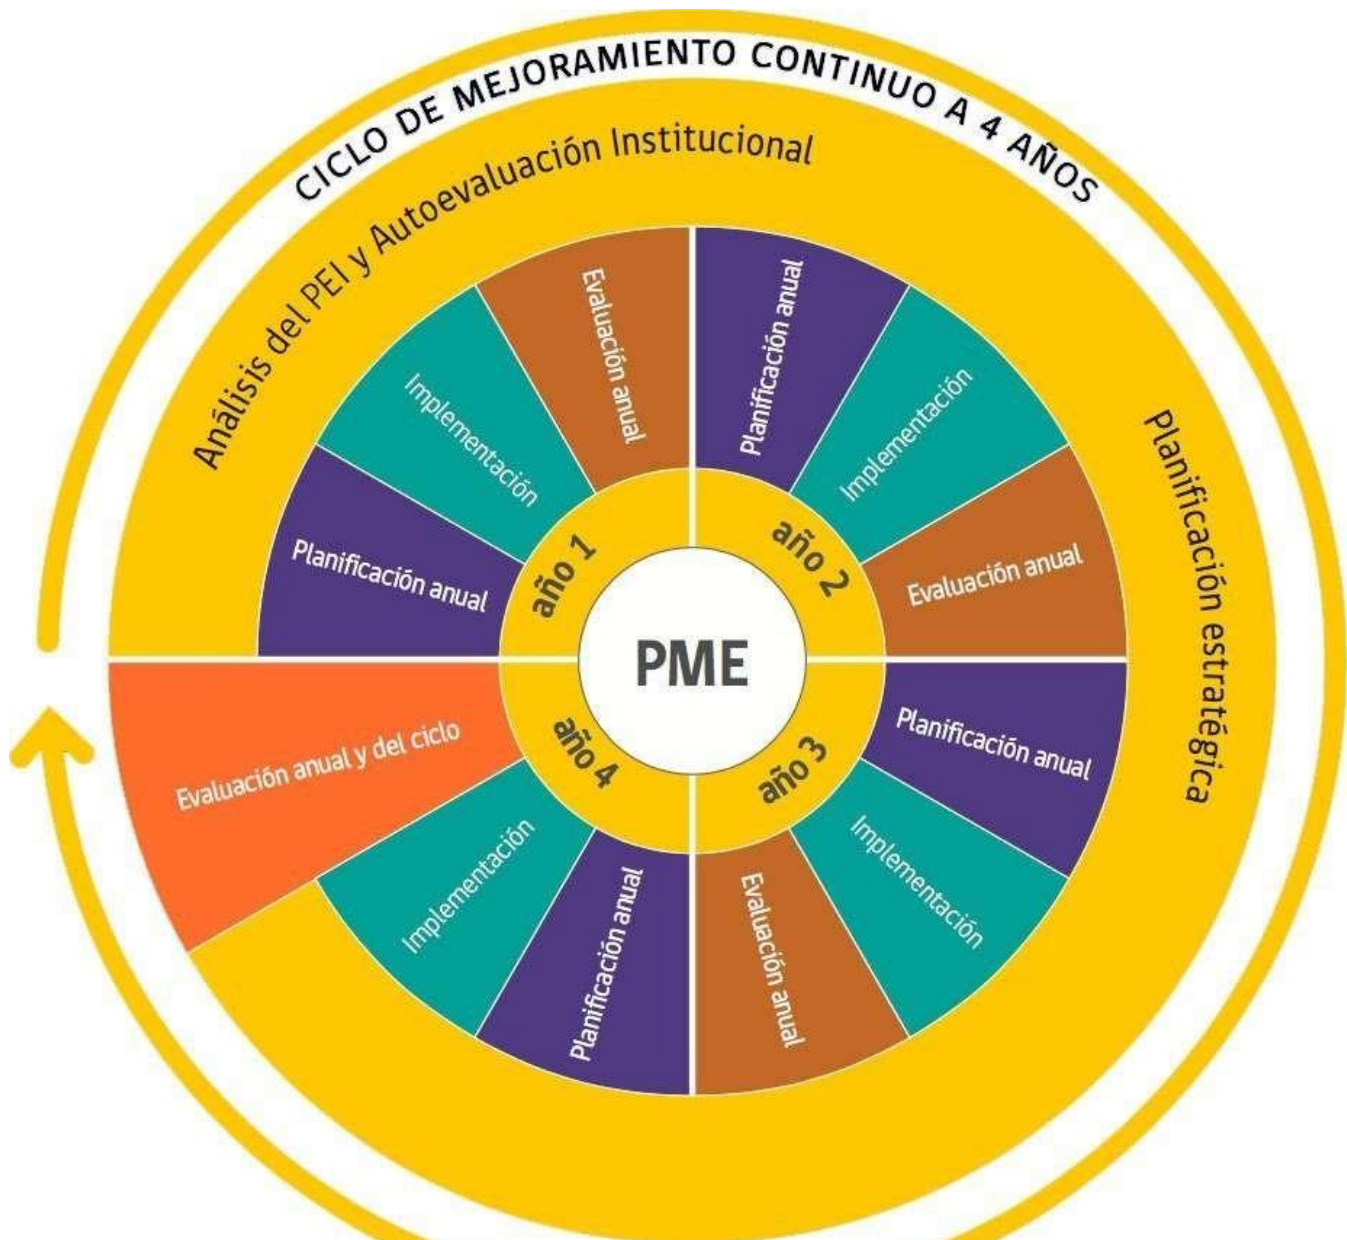 CICLO DE MEJORAMIENTO CONTINUO A 4 AÑOS
Análisis del PEI y Autoevaluación Institucional
Planificación estratégica
Planificación anual
Implementación
Evaluación anual
año 1
Planificación anual
Implementación
Evaluación anual
año 2
Planificación anual
Implementación
Evaluación anual
año 3
Planificación anual
Implementación
Evaluación anual y del ciclo
año 4
PME